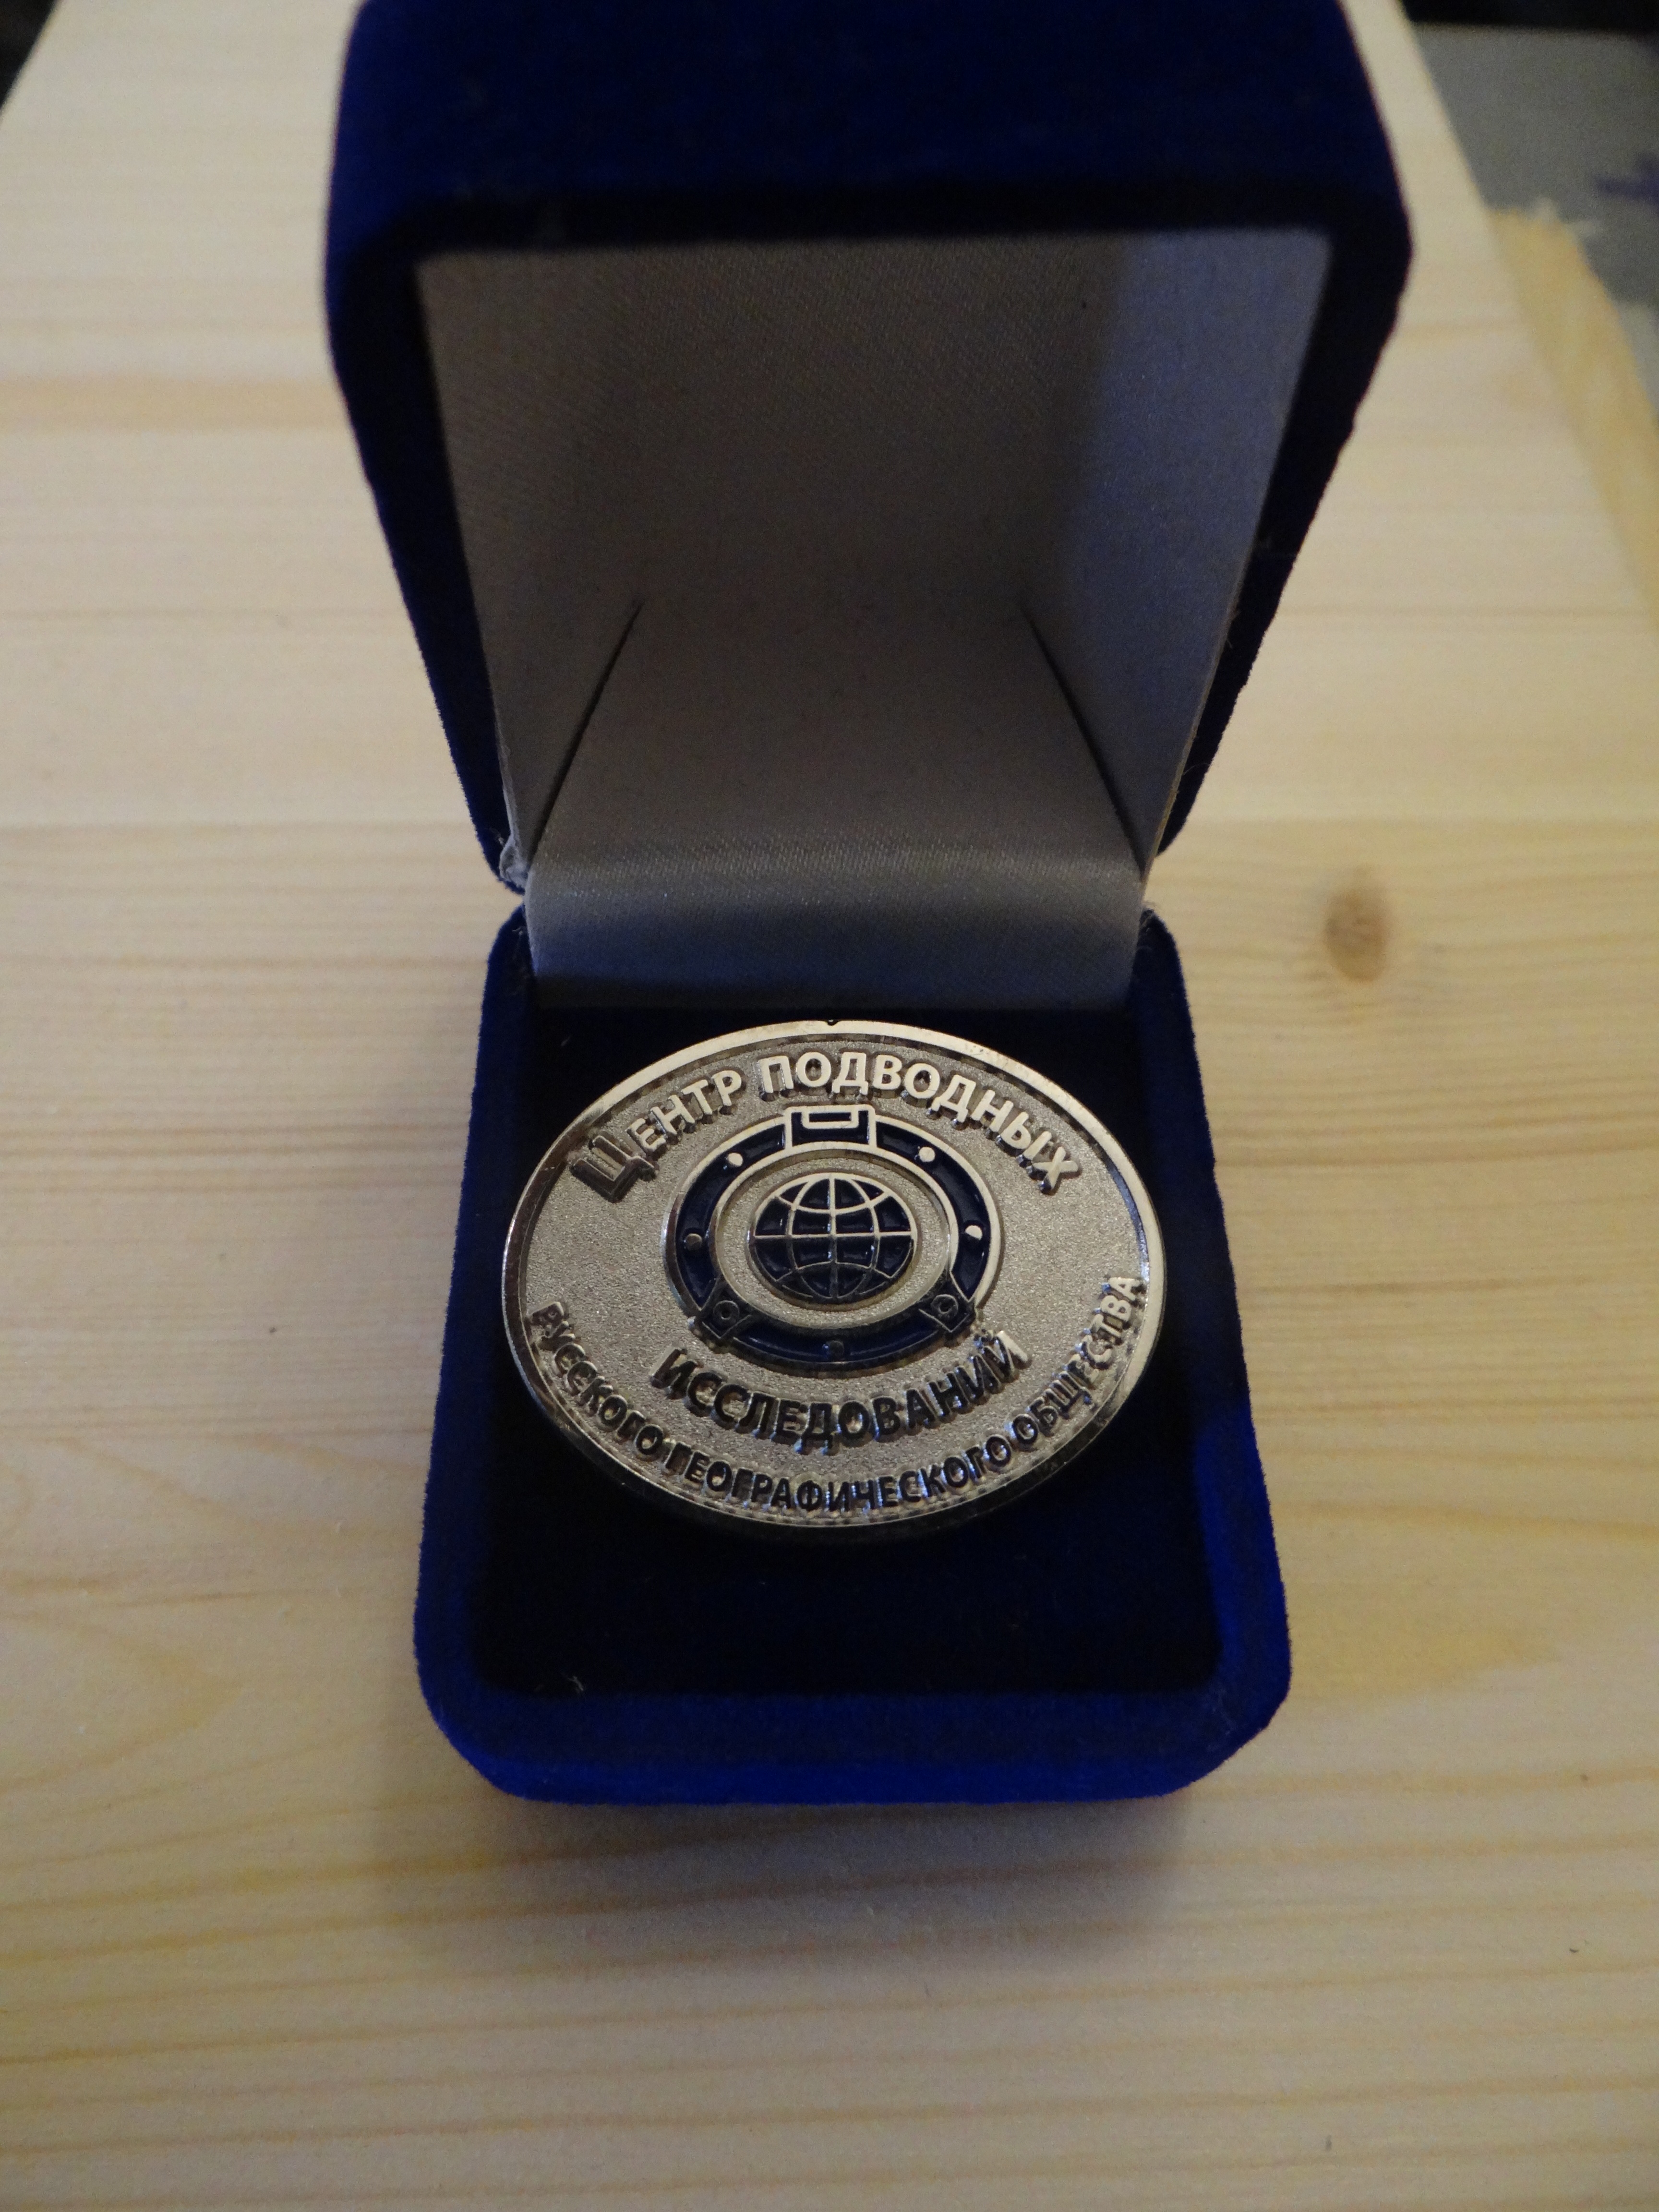 Центр подводных
исследований
Русского географического общества